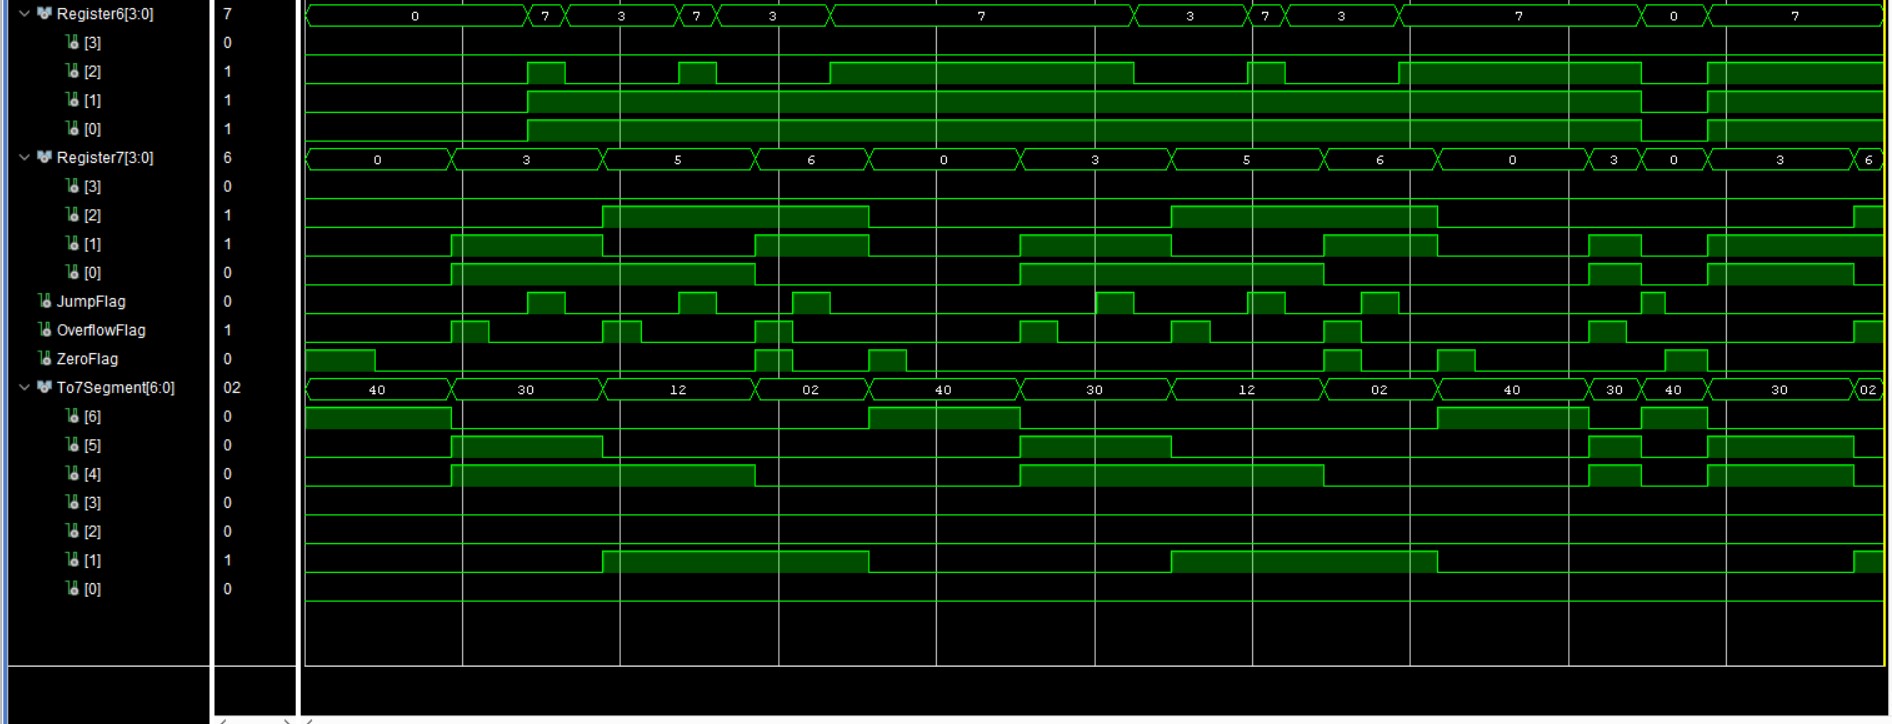 Register6[3:0] 7 0 7 3 7 3 7 3 7 3 7 0 7
[3] 0
[2] 1
[1] 1
[0] 1
Register7[3:0] 6 0 3 5 6 0 3 5 6 0 3 0 3 6
[3] 0
[2] 1
[1] 1
[0] 0
JumpFlag 0
OverflowFlag 1
ZeroFlag 0
To7Segment[6:0] 02 40 30 12 02 40 30 12 02 40 30 40 30 02
[6] 0
[5] 0
[4] 0
[3] 0
[2] 0
[1] 1
[0] 0